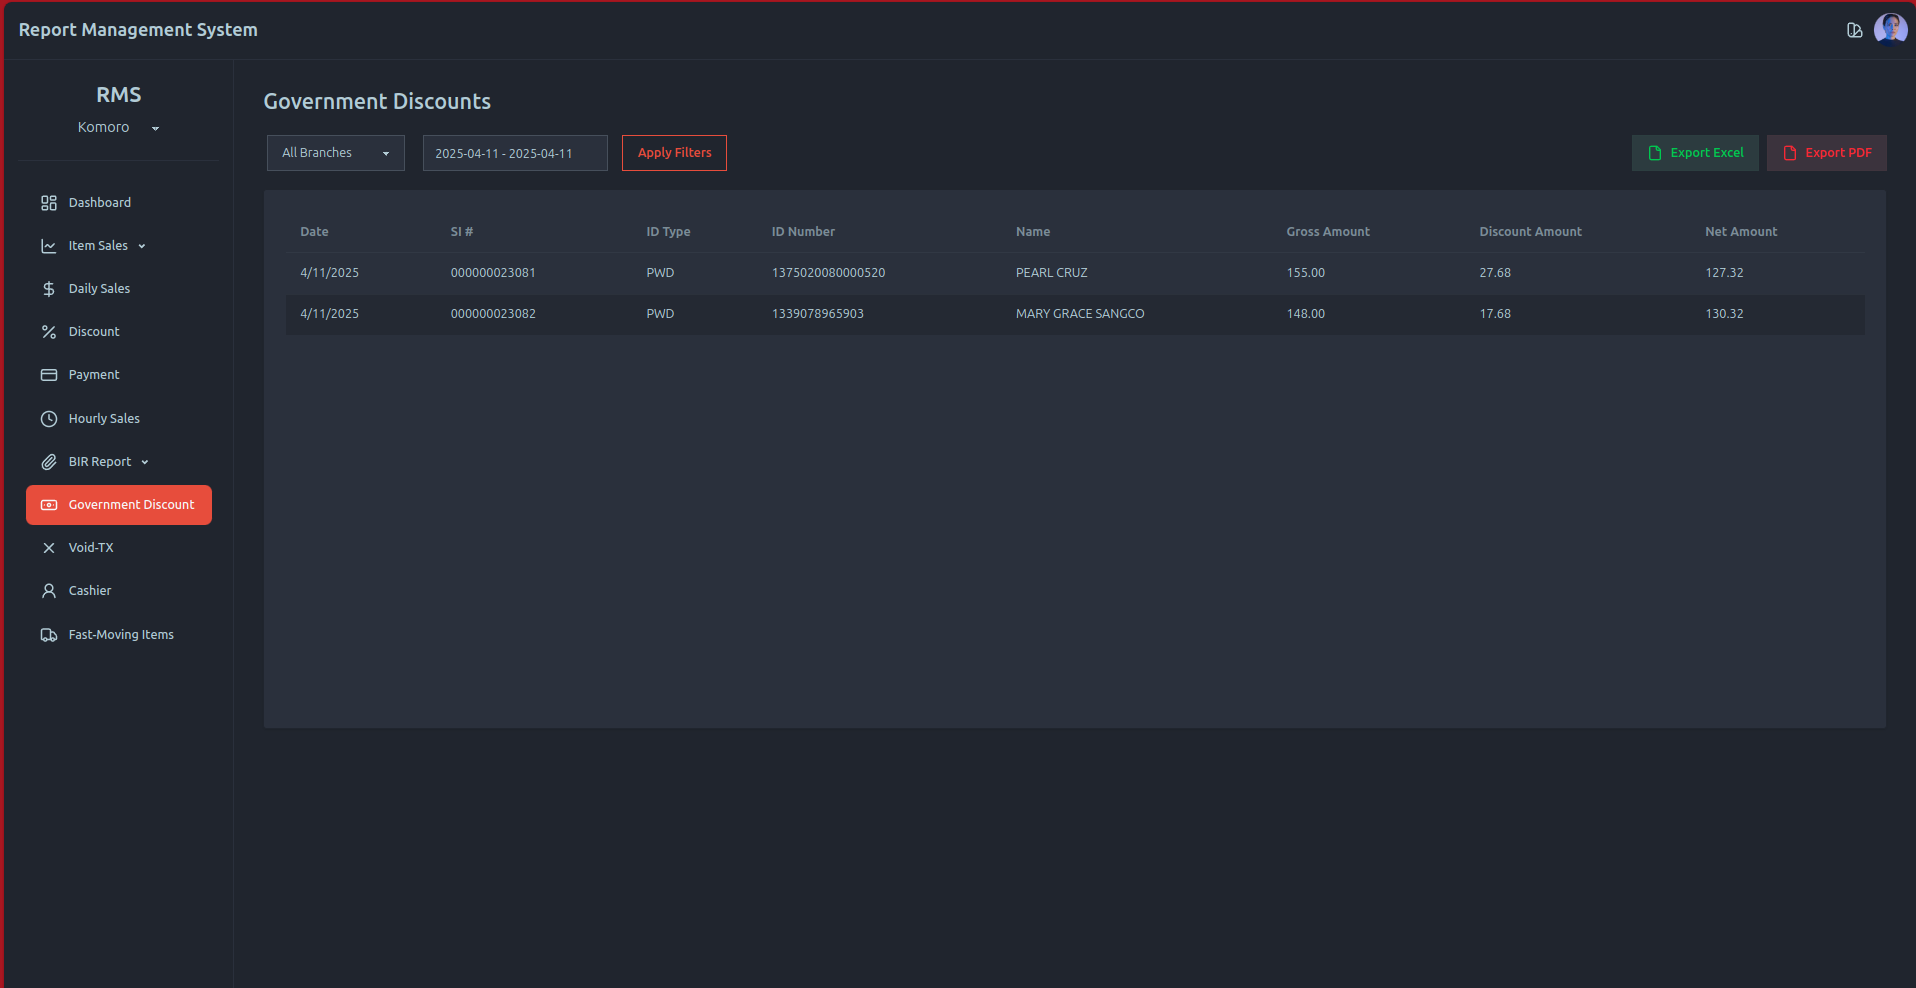 Report Management System
RMS
Komoro
Dashboard
Item Sales
Daily Sales
Discount
Payment
Hourly Sales
BIR Report
Government Discount
Void-TX
Cashier
Fast-Moving Items
Government Discounts
All Branches 2025-04-11 - 2025-04-11 Apply Filters Export Excel Export PDF
Date SI # ID Type ID Number Name Gross Amount Discount Amount Net Amount
4/11/2025 000000023081 PWD 1375020080000520 PEARL CRUZ 155.00 27.68 127.32
4/11/2025 000000023082 PWD 1339078965903 MARY GRACE SANGCO 148.00 17.68 130.32